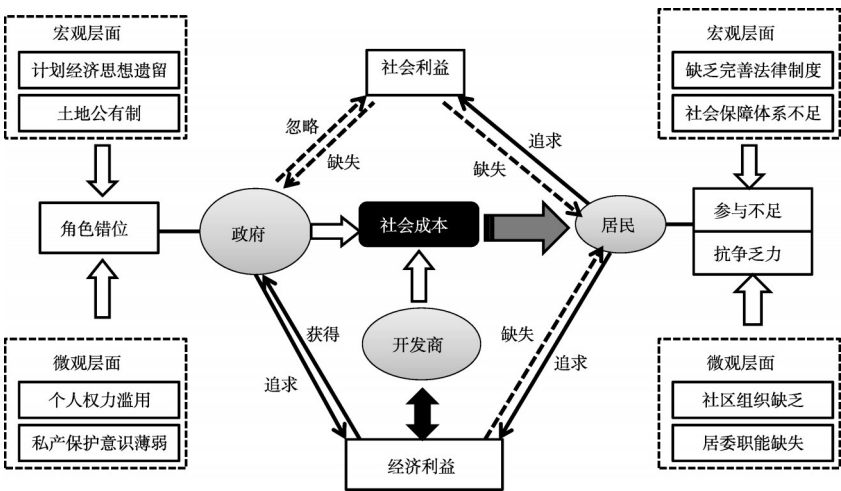 宏观层面
计划经济思想遗留
土地公有制
社会利益
宏观层面
缺乏完善法律制度
社会保障体系不足
忽略
缺失
追求
缺失
角色错位
政府
社会成本
居民
参与不足
抗争乏力
获得
追求
开发商
缺失
追求
微观层面
个人权力滥用
私产保护意识薄弱
经济利益
微观层面
社区组织缺乏
居委职能缺失